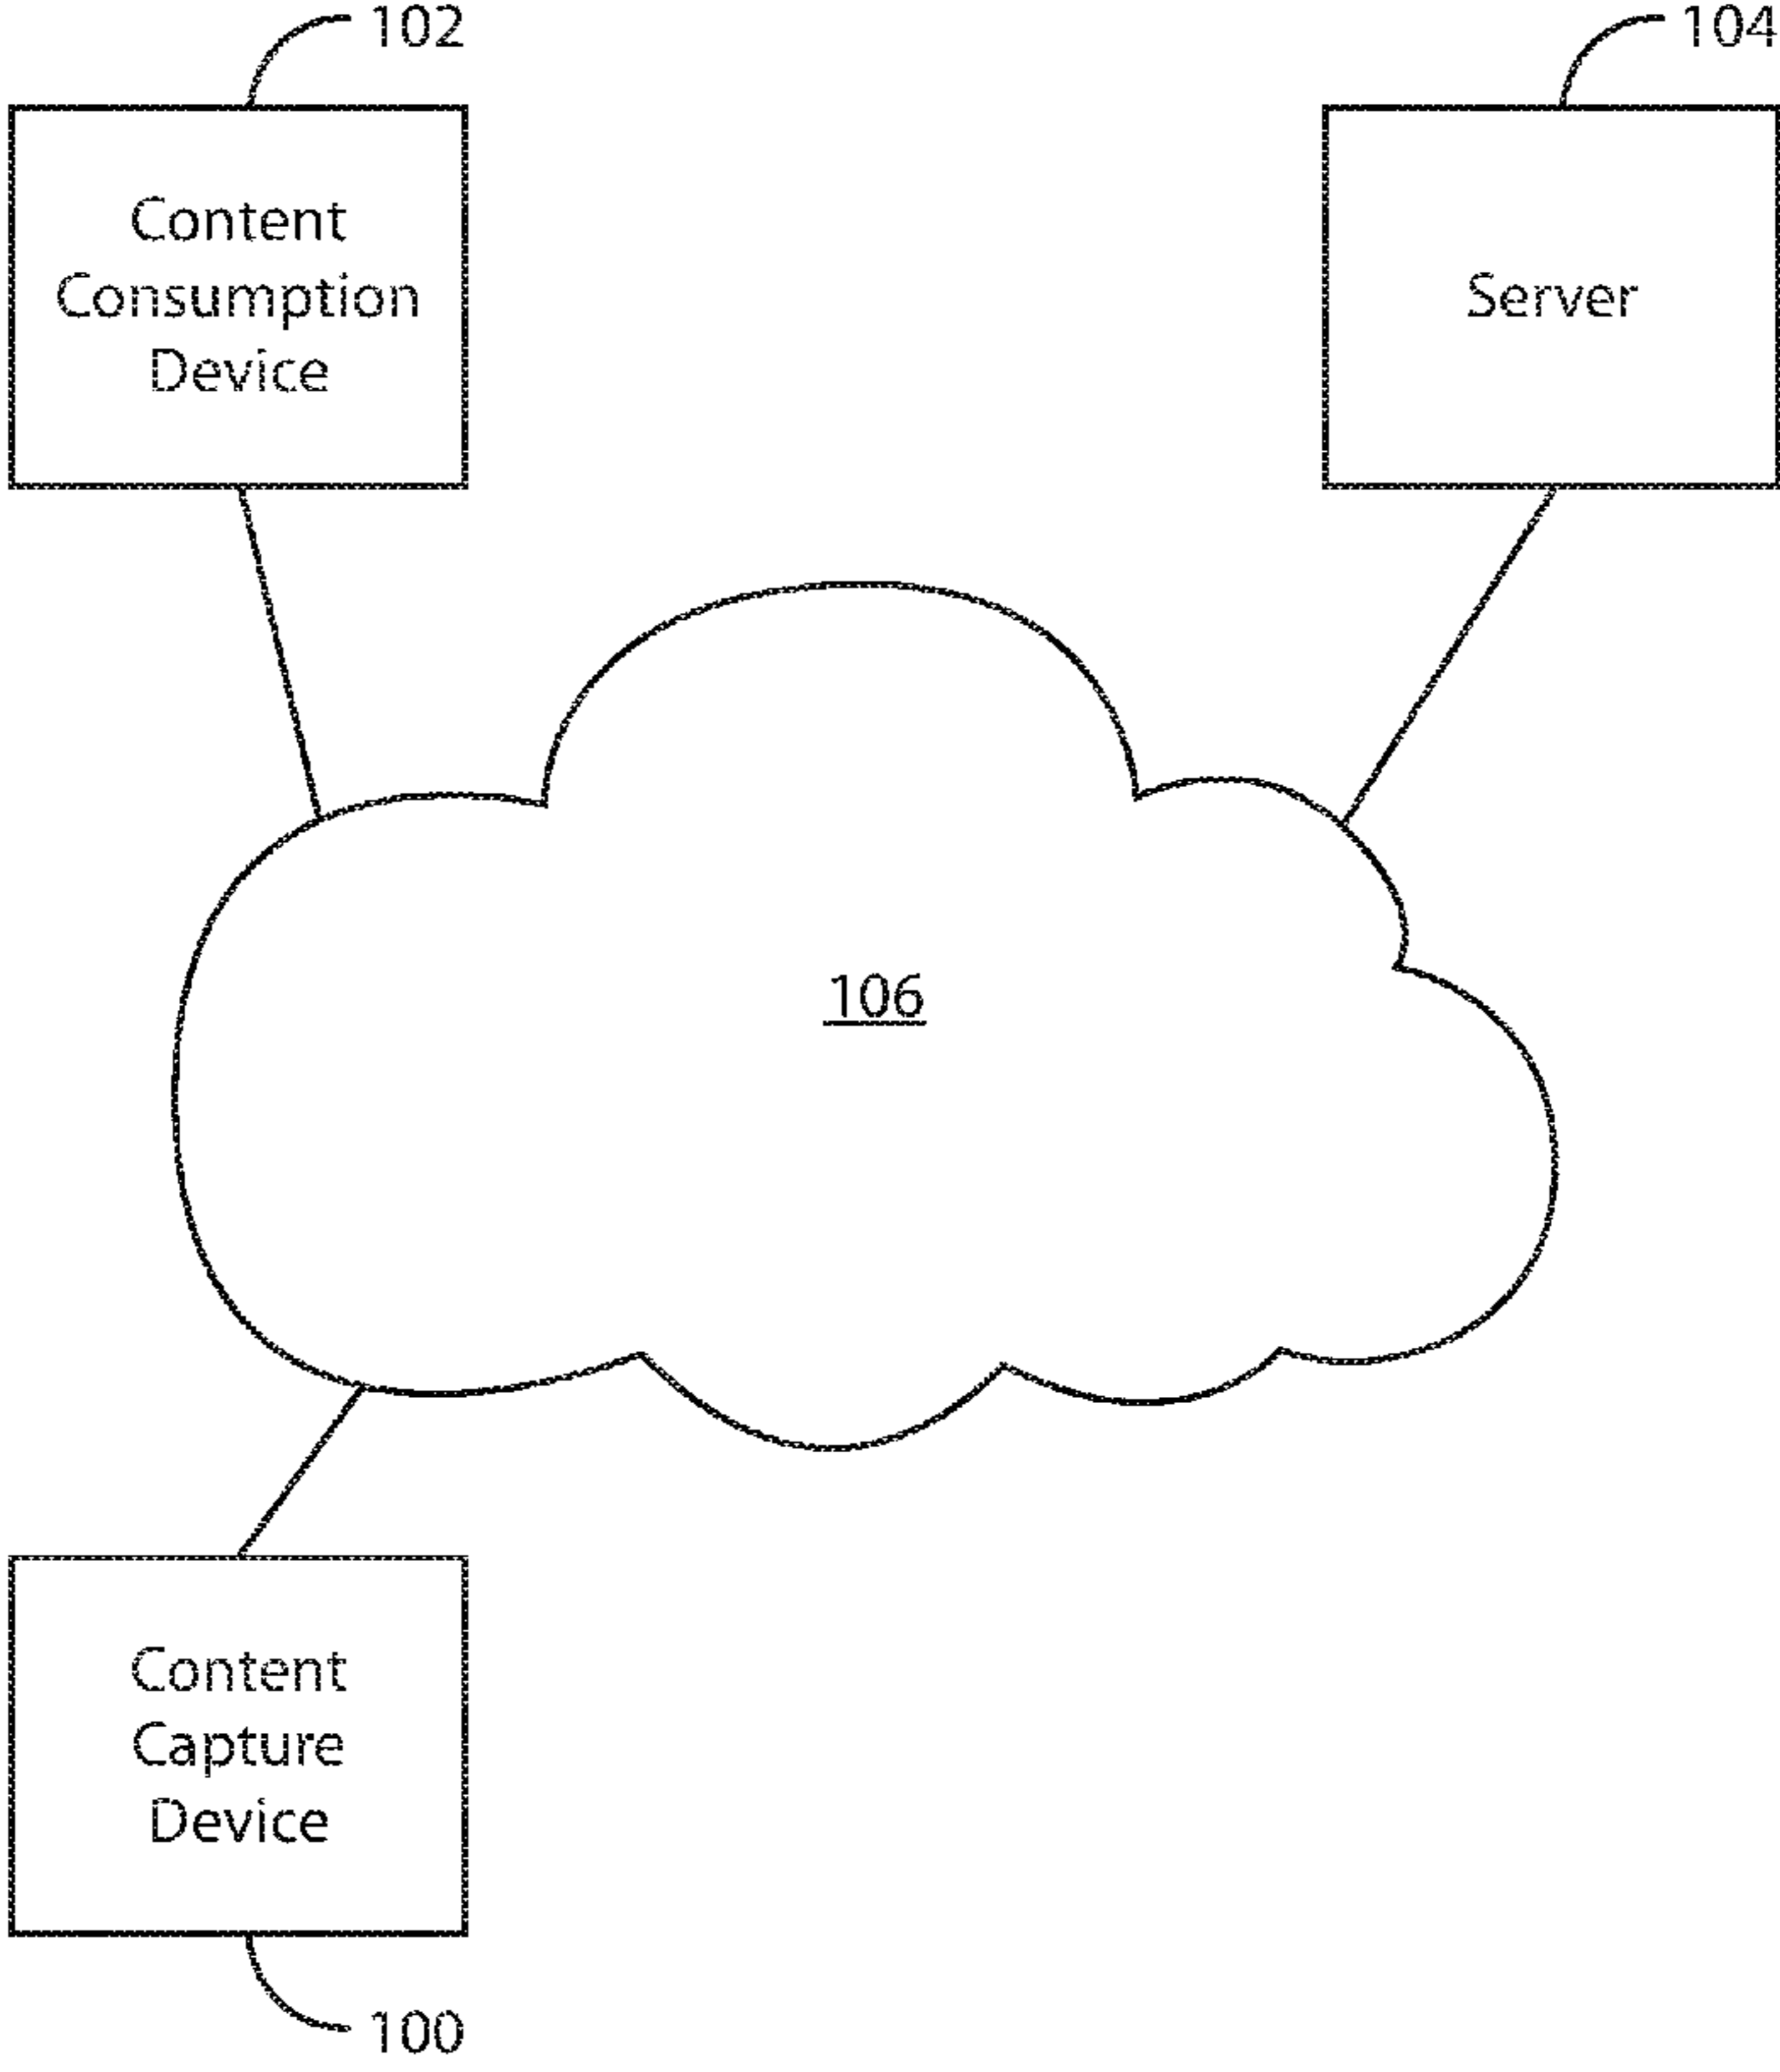 102
104
Content
Consumption
Device
Server
106
Content
Capture
Device
100